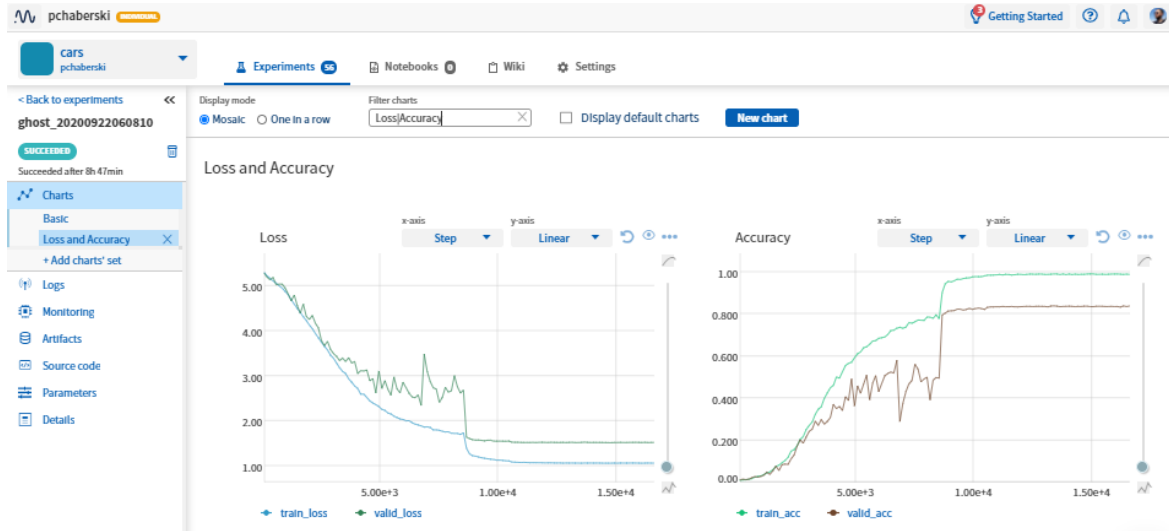 pchaberski INDIVIDUAL
3
Getting Started
cars
pchaberski
Experiments 56
Notebooks 0
Wiki
Settings
< Back to experiments
ghost_20200922060810
SUCCEEDED
Succeeded after 8h 47min
Charts
Basic
Loss and Accuracy
+ Add charts' set
Logs
Monitoring
Artifacts
Source code
Parameters
Details
Display mode
Mosaic One in a row
Filter charts
Loss|Accuracy
Display default charts
New chart
Loss and Accuracy
Loss
x-axis
Step
y-axis
Linear
5.00
4.00
3.00
2.00
1.00
5.00e+3 1.00e+4 1.50e+4
train_loss valid_loss
Accuracy
x-axis
Step
y-axis
Linear
1.00
0.800
0.600
0.400
0.200
0.00
5.00e+3 1.00e+4 1.50e+4
train_acc valid_acc